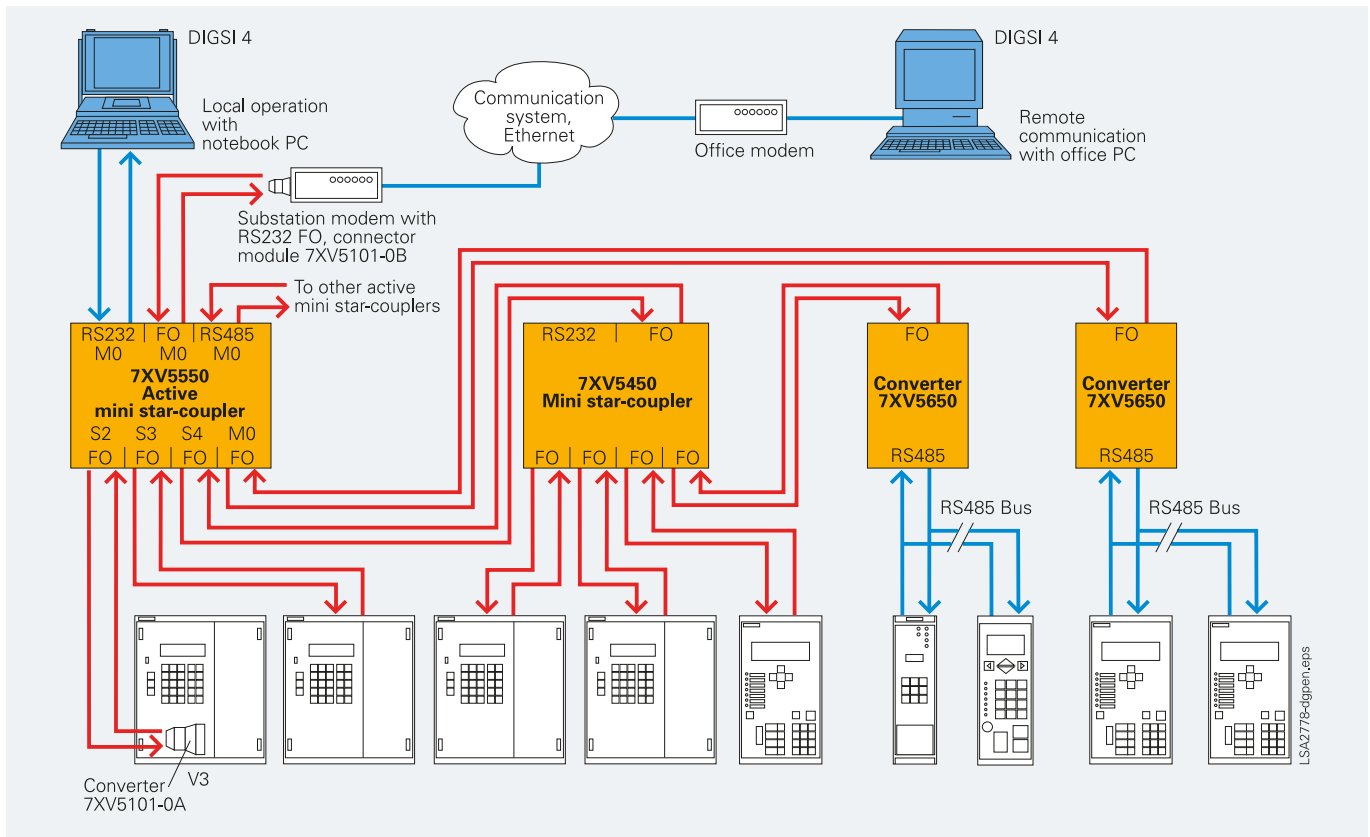 DIGSI 4
Local operation
with
notebook PC
Communication
system,
Ethernet
Office modem
DIGSI 4
Remote
communication
with office PC
Substation modem with
RS232 FO, connector
module 7XV5101-0B
To other active
mini star-couplers
RS232 | FO | RS485
M0 M0 M0
7XV5550
Active
mini star-coupler
S2 S3 S4 M0
FO | FO | FO | FO
RS232 | FO
7XV5450
Mini star-coupler
FO | FO | FO | FO
FO
Converter
7XV5650
RS485
FO
Converter
7XV5650
RS485
RS485 Bus
RS485 Bus
Converter
7XV5101-0A
V3
LSA2778-dgpen.eps